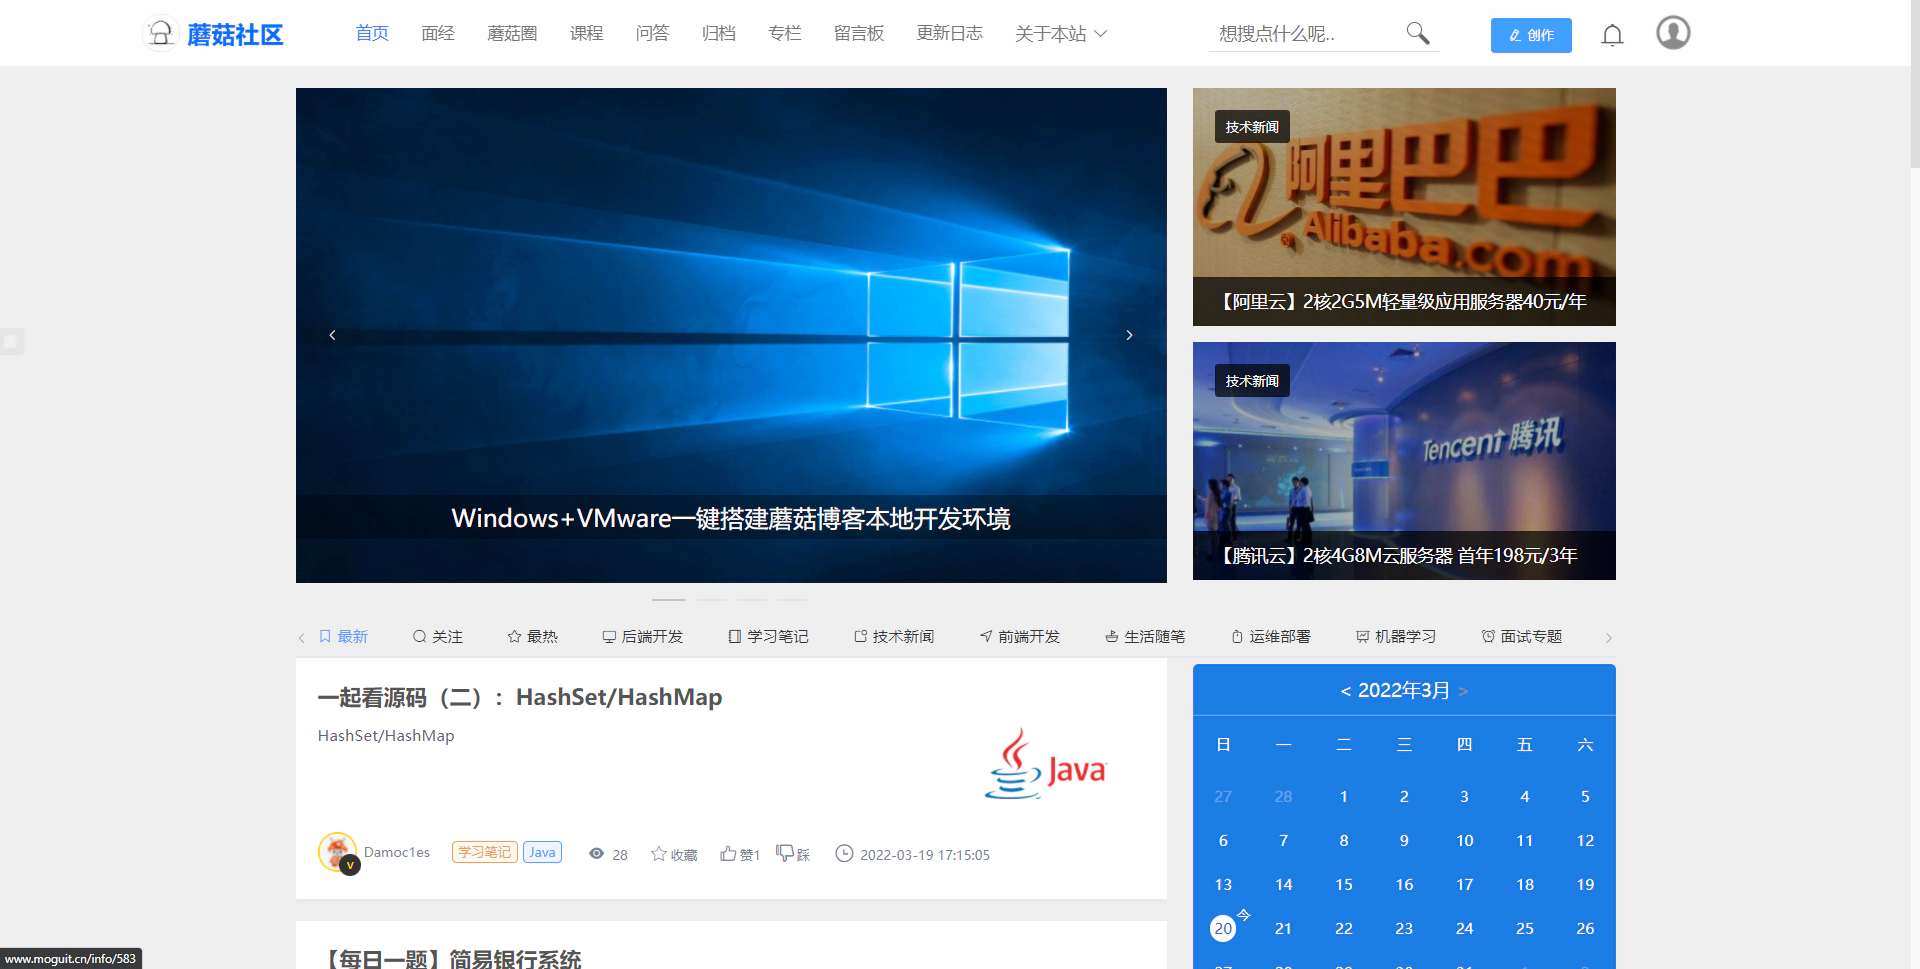 蘑菇社区
首页 面经 蘑菇圈 课程 问答 归档 专栏 留言板 更新日志 关于本站
想搜点什么呢..
创作
Windows+VMware一键搭建蘑菇博客本地开发环境
技术新闻
阿里巴巴
Alibaba.com
【阿里云】2核2G5M轻量级应用服务器40元/年
技术新闻
Tencent 腾讯
【腾讯云】2核4G8M云服务器 首年198元/3年
最新 关注 最热 后端开发 学习笔记 技术新闻 前端开发 生活随笔 运维部署 机器学习 面试专题
一起看源码（二）：HashSet/HashMap
HashSet/HashMap
Java
Damoc1es 学习笔记 Java 28 收藏 赞1 踩 2022-03-19 17:15:05
【每日一题】简易银行系统
< 2022年3月 >
日 一 二 三 四 五 六
27 28 1 2 3 4 5
6 7 8 9 10 11 12
13 14 15 16 17 18 19
20 今 21 22 23 24 25 26
www.moguit.cn/info/583